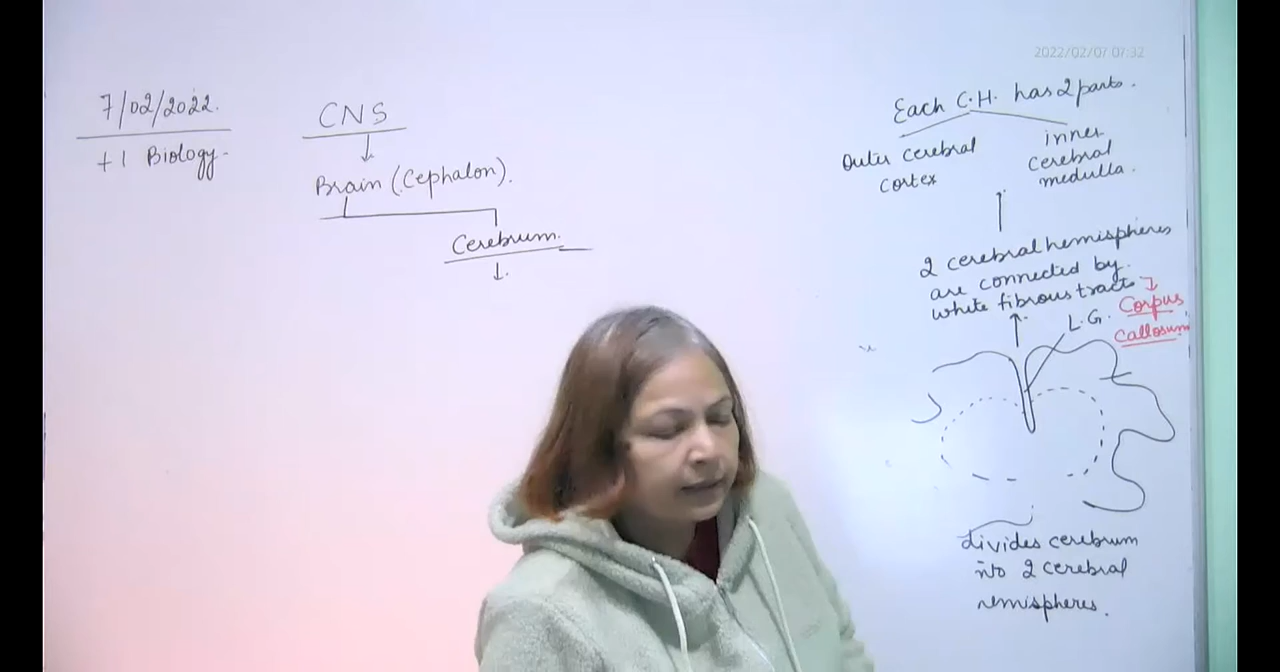 2022/02/07 07:32
7/02/2022.
+1 Biology-
CNS
Brain (Cephalon).
Cerebrum.
Each C.H. has 2 parts.
Outer cerebral
cortex
inner
cerebral
medulla.
2 cerebral hemispheres
are connected by
white fibrous tracts
Corpus
Callosum
L.G.
divides cerebrum
into 2 cerebral
hemispheres.